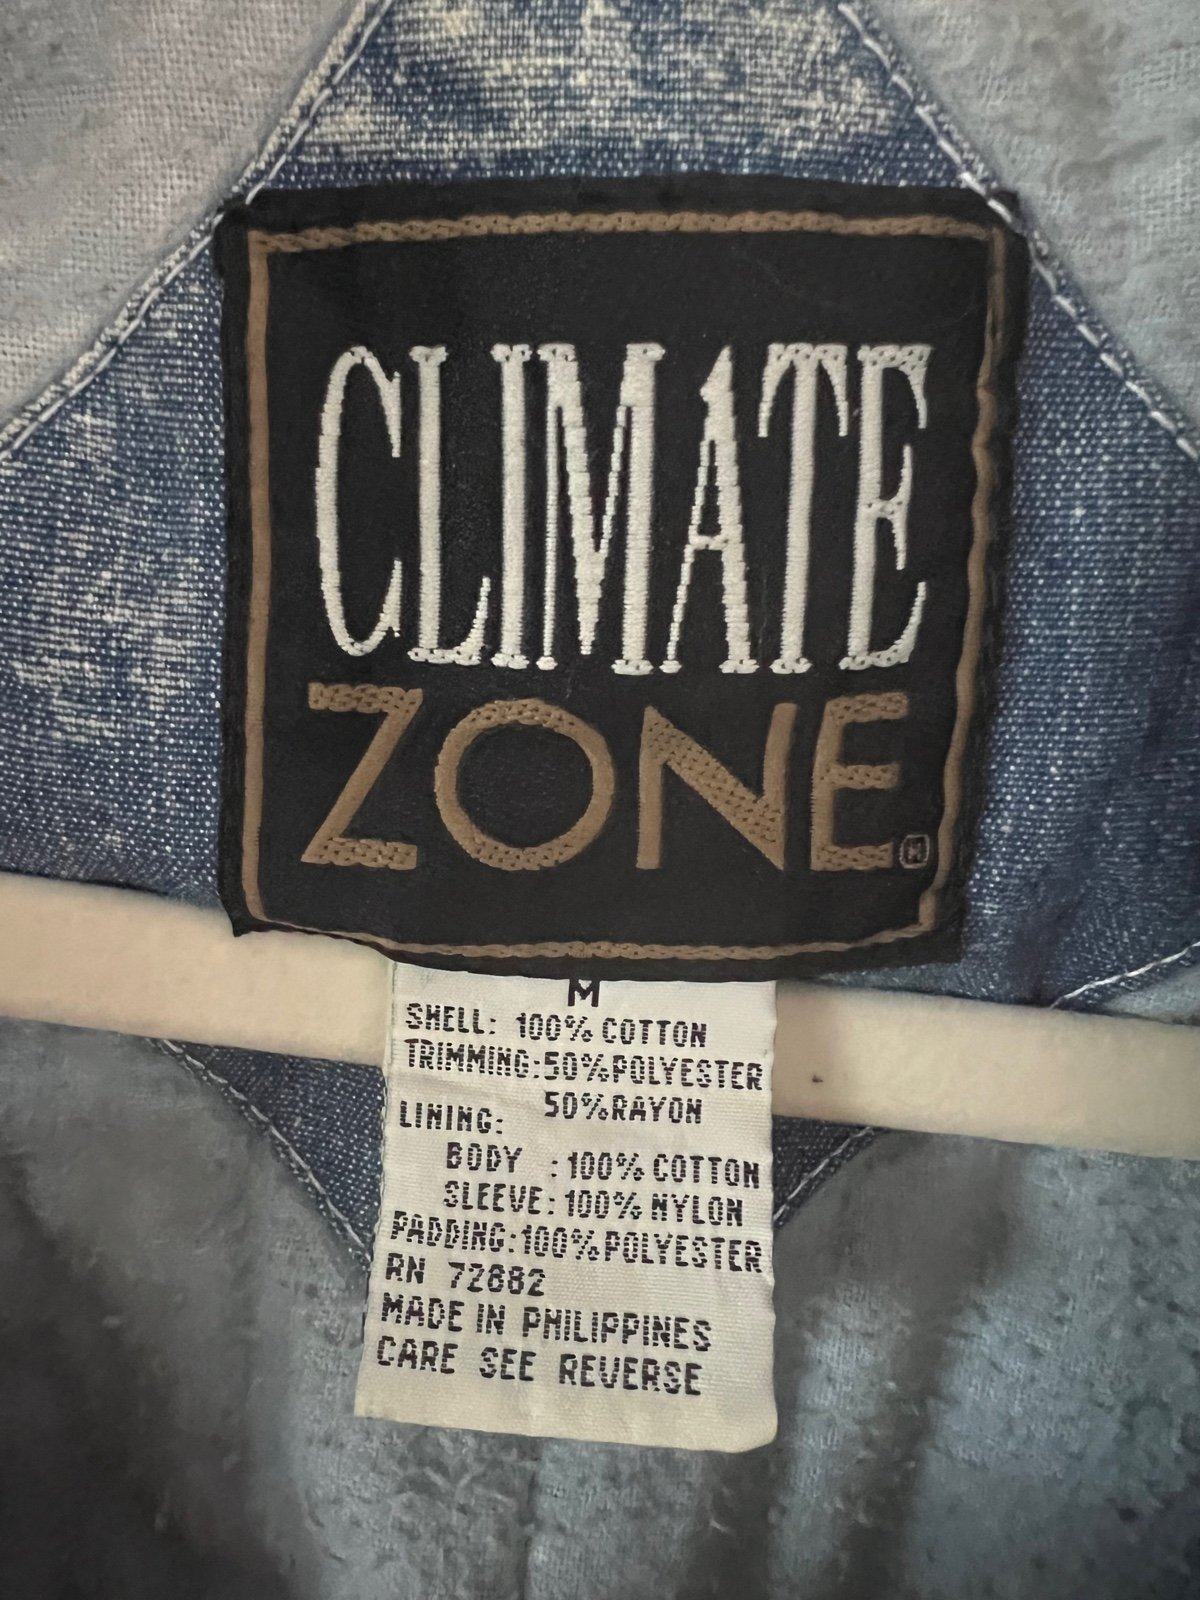 CLIMATE
ZONE
M
SHELL: 100% COTTON
TRIMMING:50%POLYESTER
50%RAYON
LINING:
BODY :100% COTTON
SLEEVE:100% NYLON
PADDING:100%POLYESTER
RN 72882
MADE IN PHILIPPINES
CARE SEE REVERSE